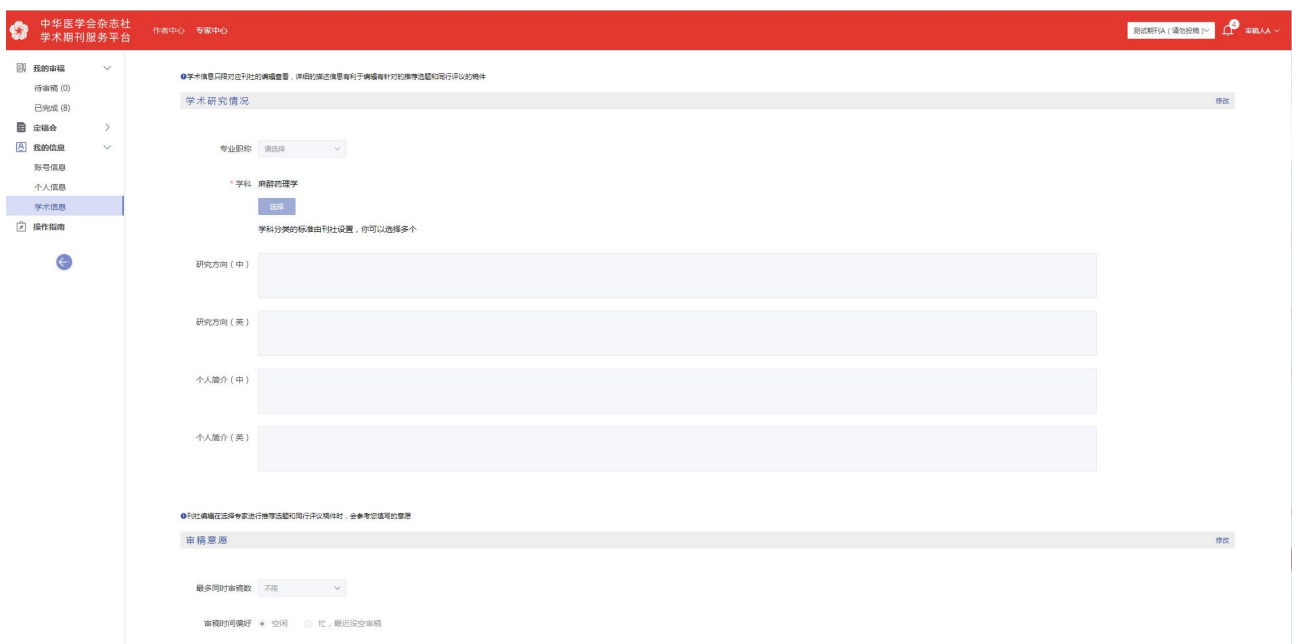 中华医学会杂志社
学术期刊服务平台
作者中心 专家中心
测试期刊A（请勿投稿）
4
审稿人A
我的审稿
待审稿 (0)
已完成 (8)
定稿会
我的信息
账号信息
个人信息
学术信息
操作指南
学术信息只限对应刊社的编辑查看，详细的描述信息有利于编辑有针对的推荐选题和同行评议的稿件
学术研究情况 修改
专业职称 请选择
*学科 麻醉药理学
选择
学科分类的标准由刊社设置，你可以选择多个
研究方向（中）
研究方向（英）
个人简介（中）
个人简介（英）
刊社编辑在选择专家进行推荐选题和同行评议稿件时，会参考您填写的意愿
审稿意愿 修改
最多同时审稿数 不限
审稿时间偏好 空闲 忙，最近没空审稿